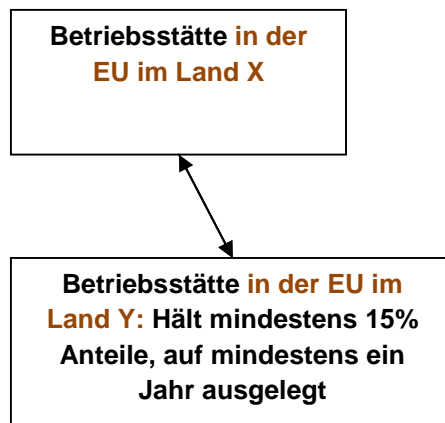 Betriebsstätte in der
EU im Land X
Betriebsstätte in der EU im
Land Y: Hält mindestens 15%
Anteile, auf mindestens ein
Jahr ausgelegt